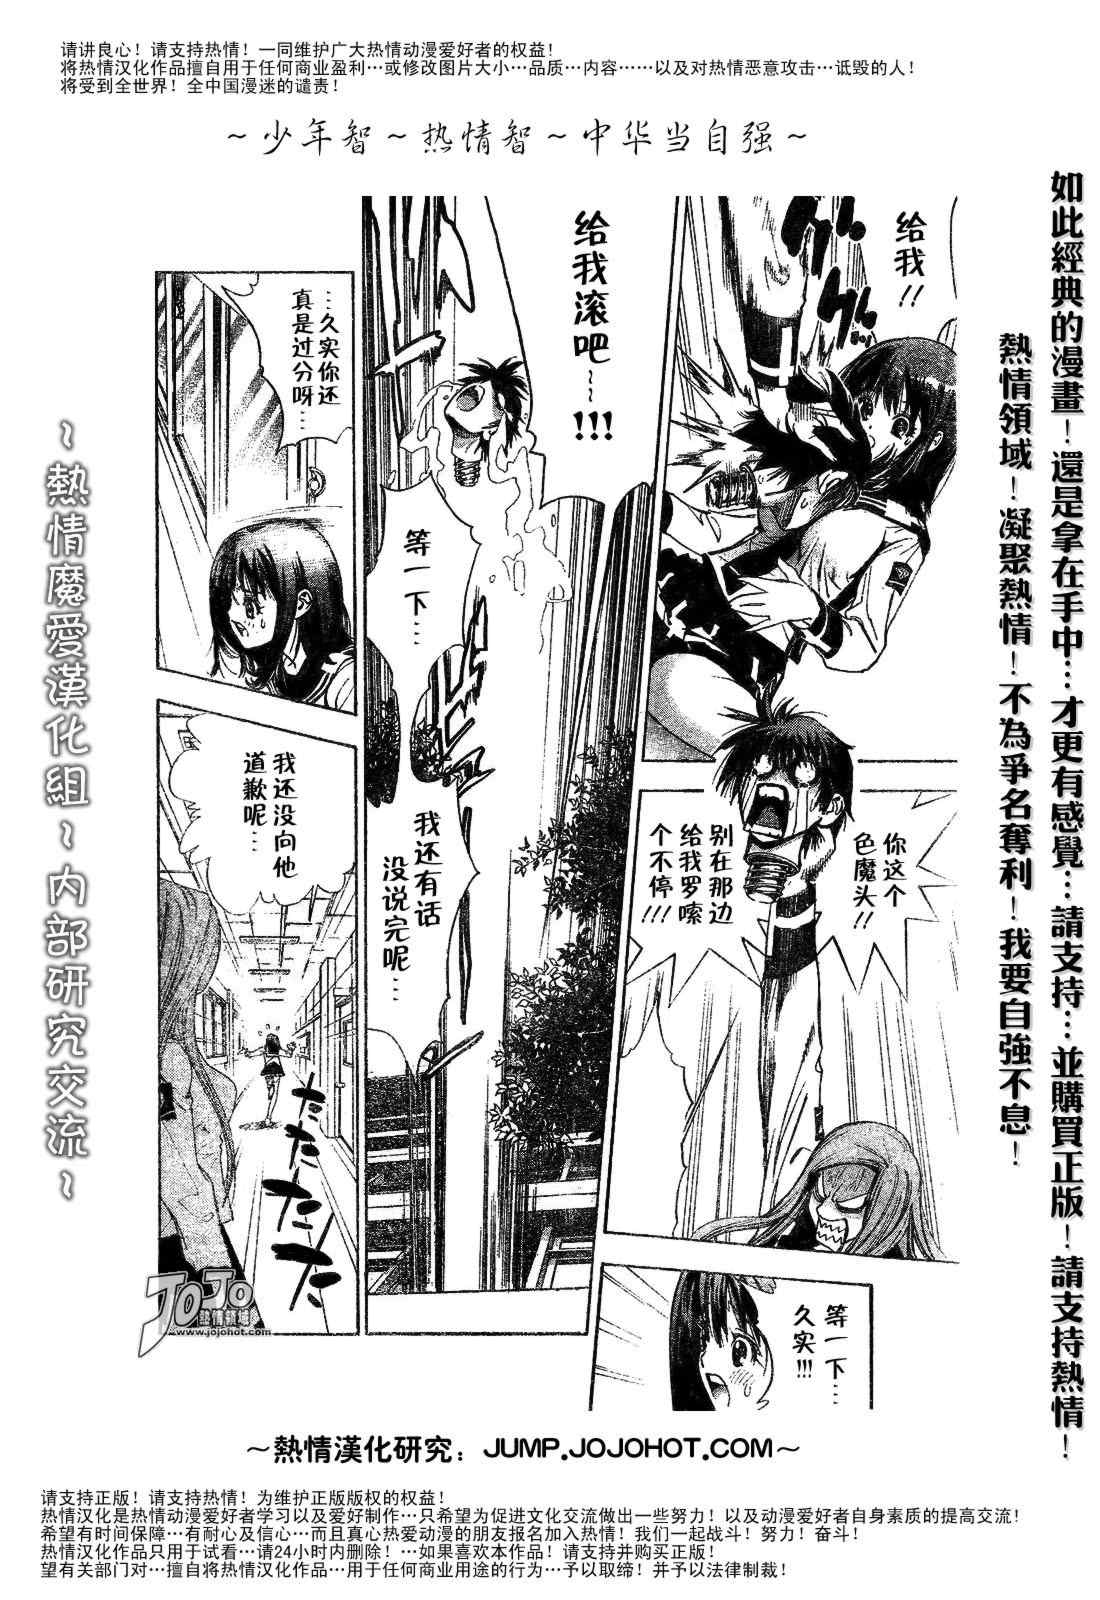 请讲良心！请支持热情！一同维护广大热情动漫爱好者的权益！
将热情汉化作品擅自用于任何商业盈利…或修改图片大小…品质…内容……以及对热情恶意攻击…诋毁的人！
将受到全世界！全中国漫迷的谴责！
～少年智～热情智～中华当自强～
如此經典的漫畫！還是拿在手中…才更有感覺…請支持…並購買正版！請支持熱情！
熱情領域！凝聚熱情！不為爭名奪利！我要自強不息！
给我!!
给我滚吧~~!!!
你这个
色魔头!!
别在那边
给我罗嗦
个不停!!!
等一下…
久实!!!
等一下…
我还有话
没说完呢…
…久实你还
真是过分呀…
我还没向他
道歉呢…
たたたたた
～熱情魔愛漢化組～内部研究交流～
JOJO
热情领域
www.jojohot.com
～熱情漢化研究：JUMP.JOJOHOT.COM～
请支持正版！请支持热情！为维护正版版权的权益！
热情汉化是热情动漫爱好者学习以及爱好制作…只希望为促进文化交流做出一些努力！以及动漫爱好者自身素质的提高交流！
希望有时间保障…有耐心及信心…而且真心热爱动漫的朋友报名加入热情！我们一起战斗！努力！奋斗！
热情汉化作品只用于试看…请24小时内删除！…如果喜欢本作品！请支持并购买正版！
望有关部门对…擅自将热情汉化作品…用于任何商业用途的行为…予以取缔！并予以法律制裁！